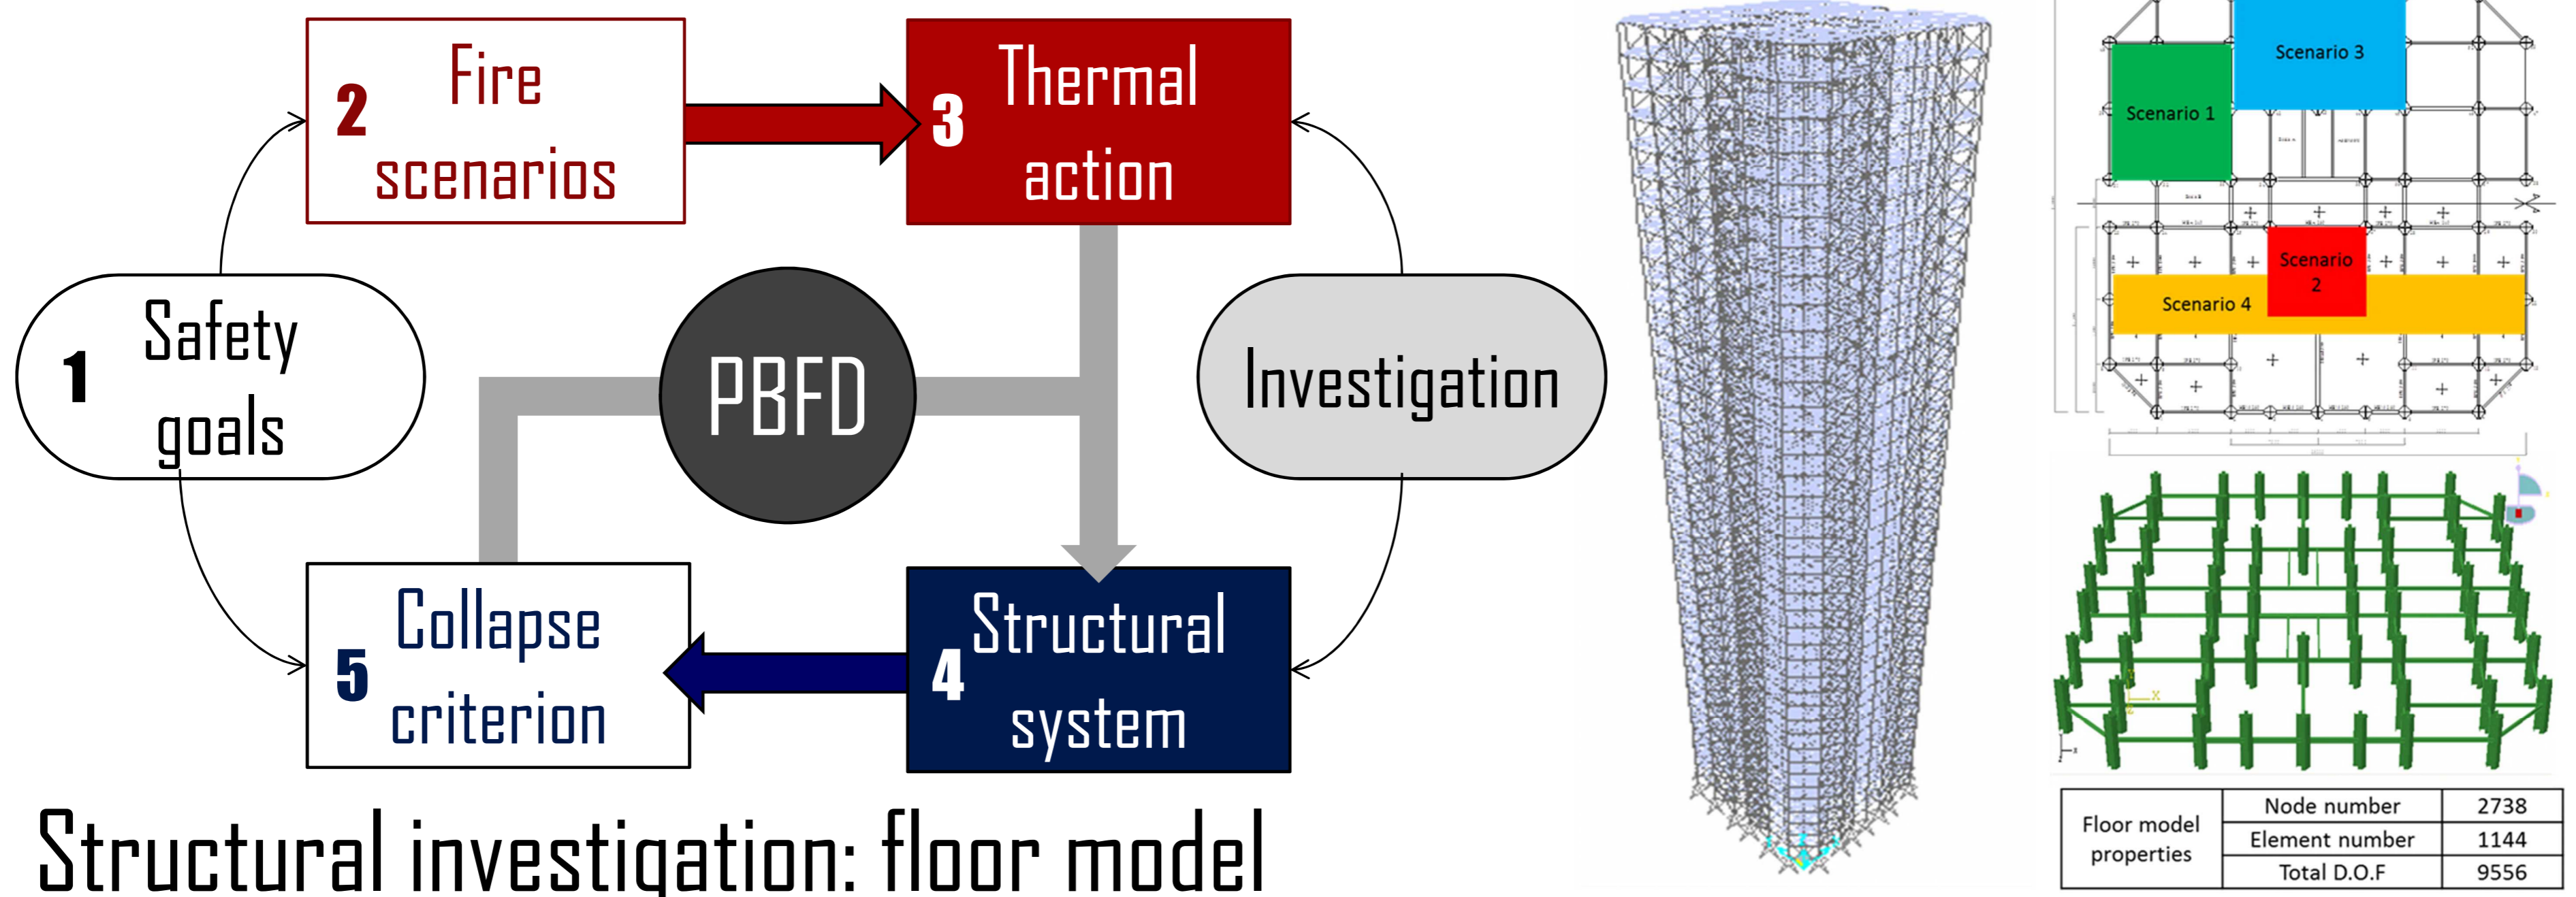 2
Fire
scenarios
3
Thermal
action
1
Safety
goals
PBFD
Investigation
5
Collapse
criterion
4
Structural
system
Structural investigation: floor model
Scenario 3
Scenario 1
Scenario
2
Scenario 4
Floor model
properties
Node number 2738
Element number 1144
Total D.O.F 9556